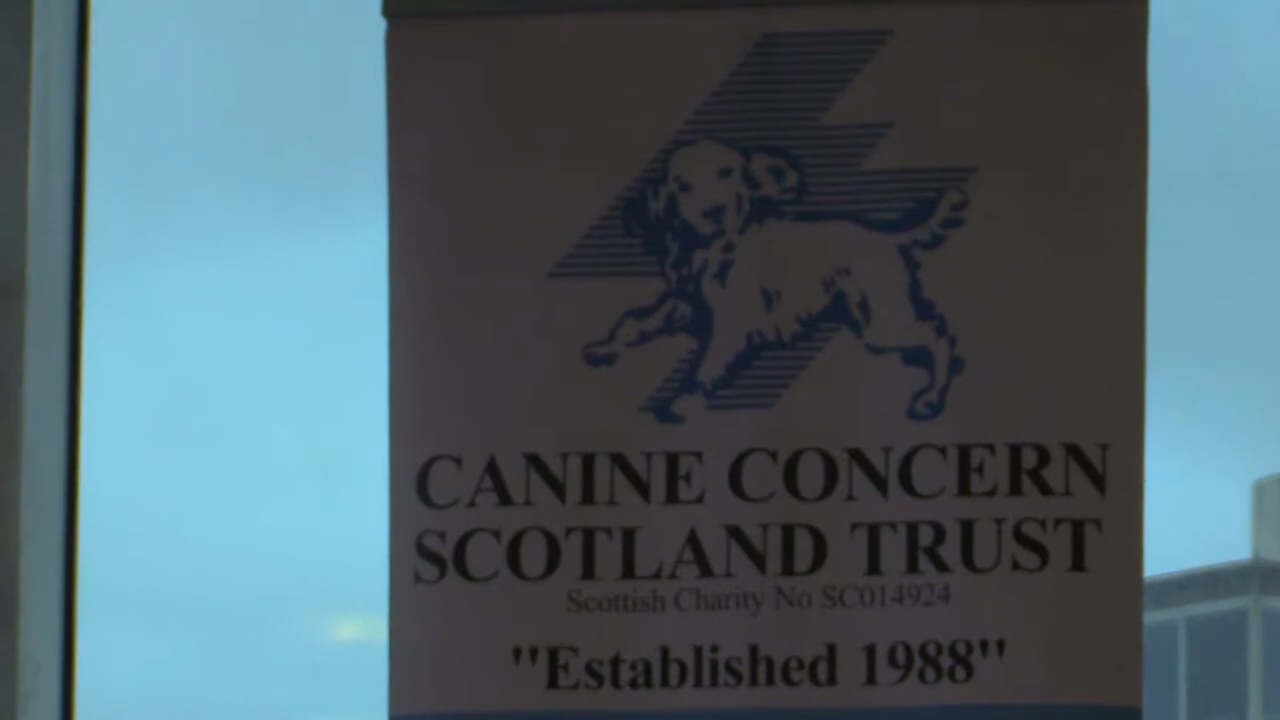 CANINE CONCERN
SCOTLAND TRUST
Scottish Charity No SC014924
"Established 1988"